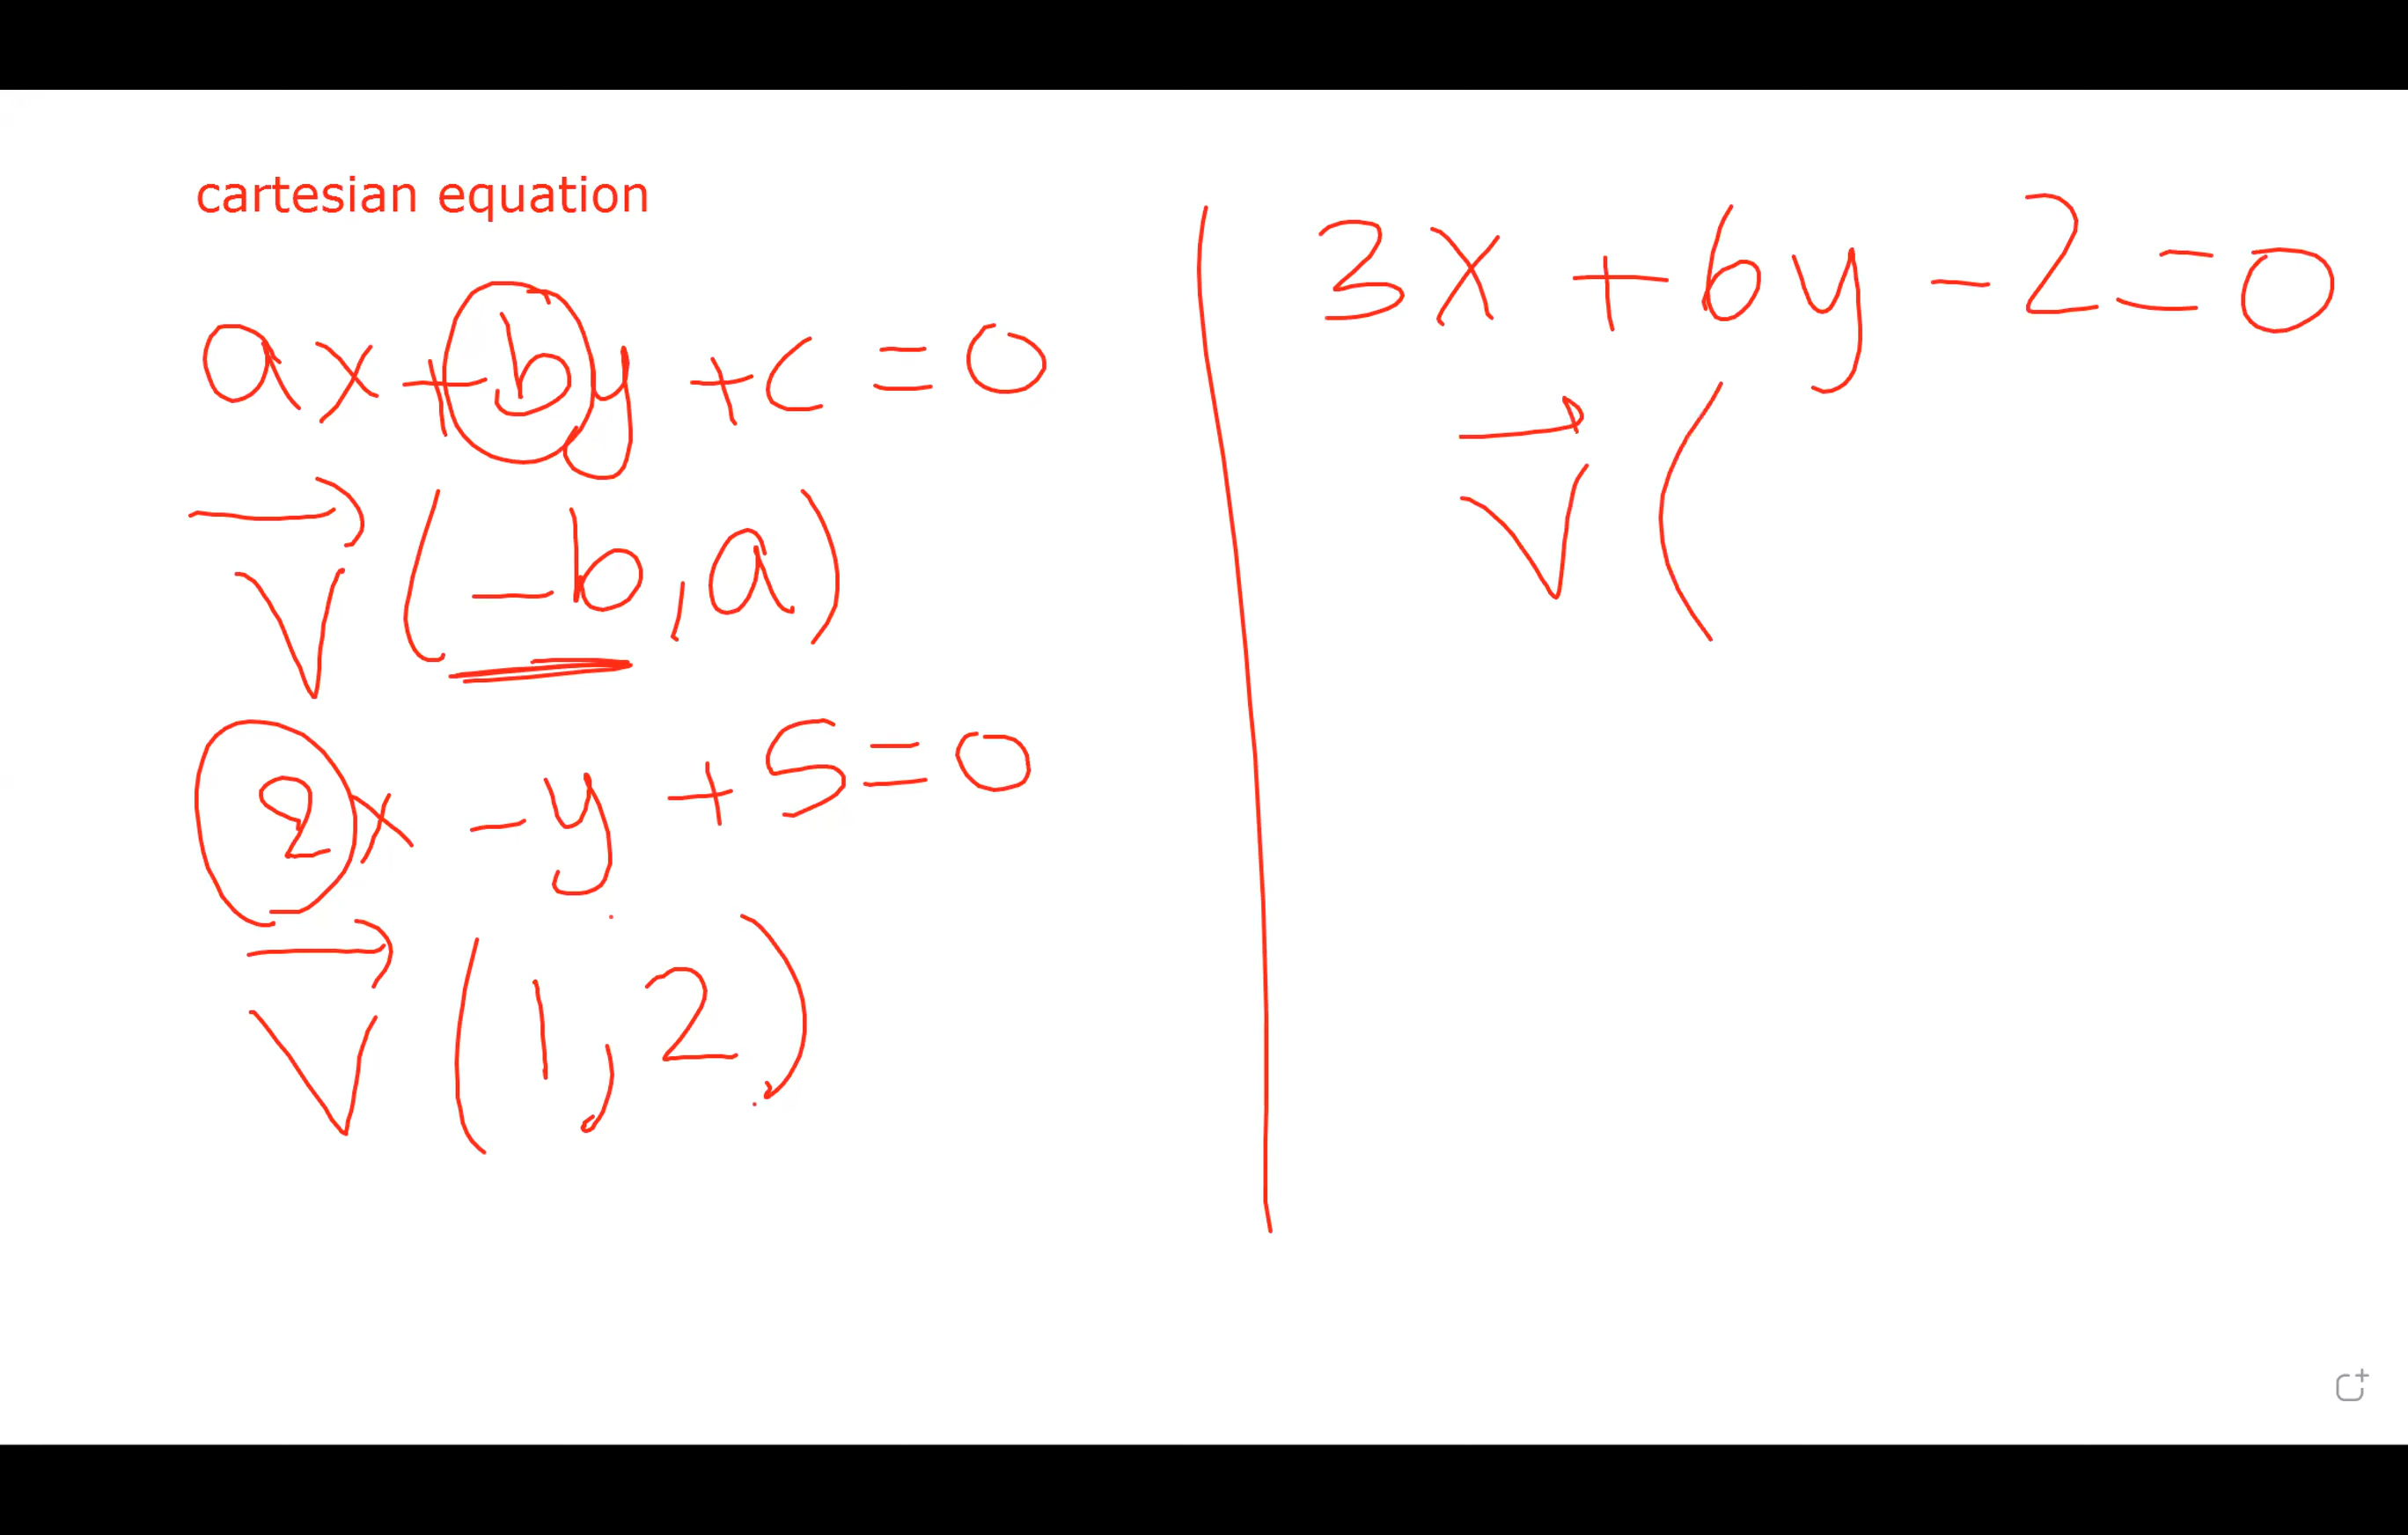 cartesian equation
ax + by + c = 0
V (-b, a)
2x - y + 5 = 0
V (1, 2)
3x + 6y - 2 = 0
V (